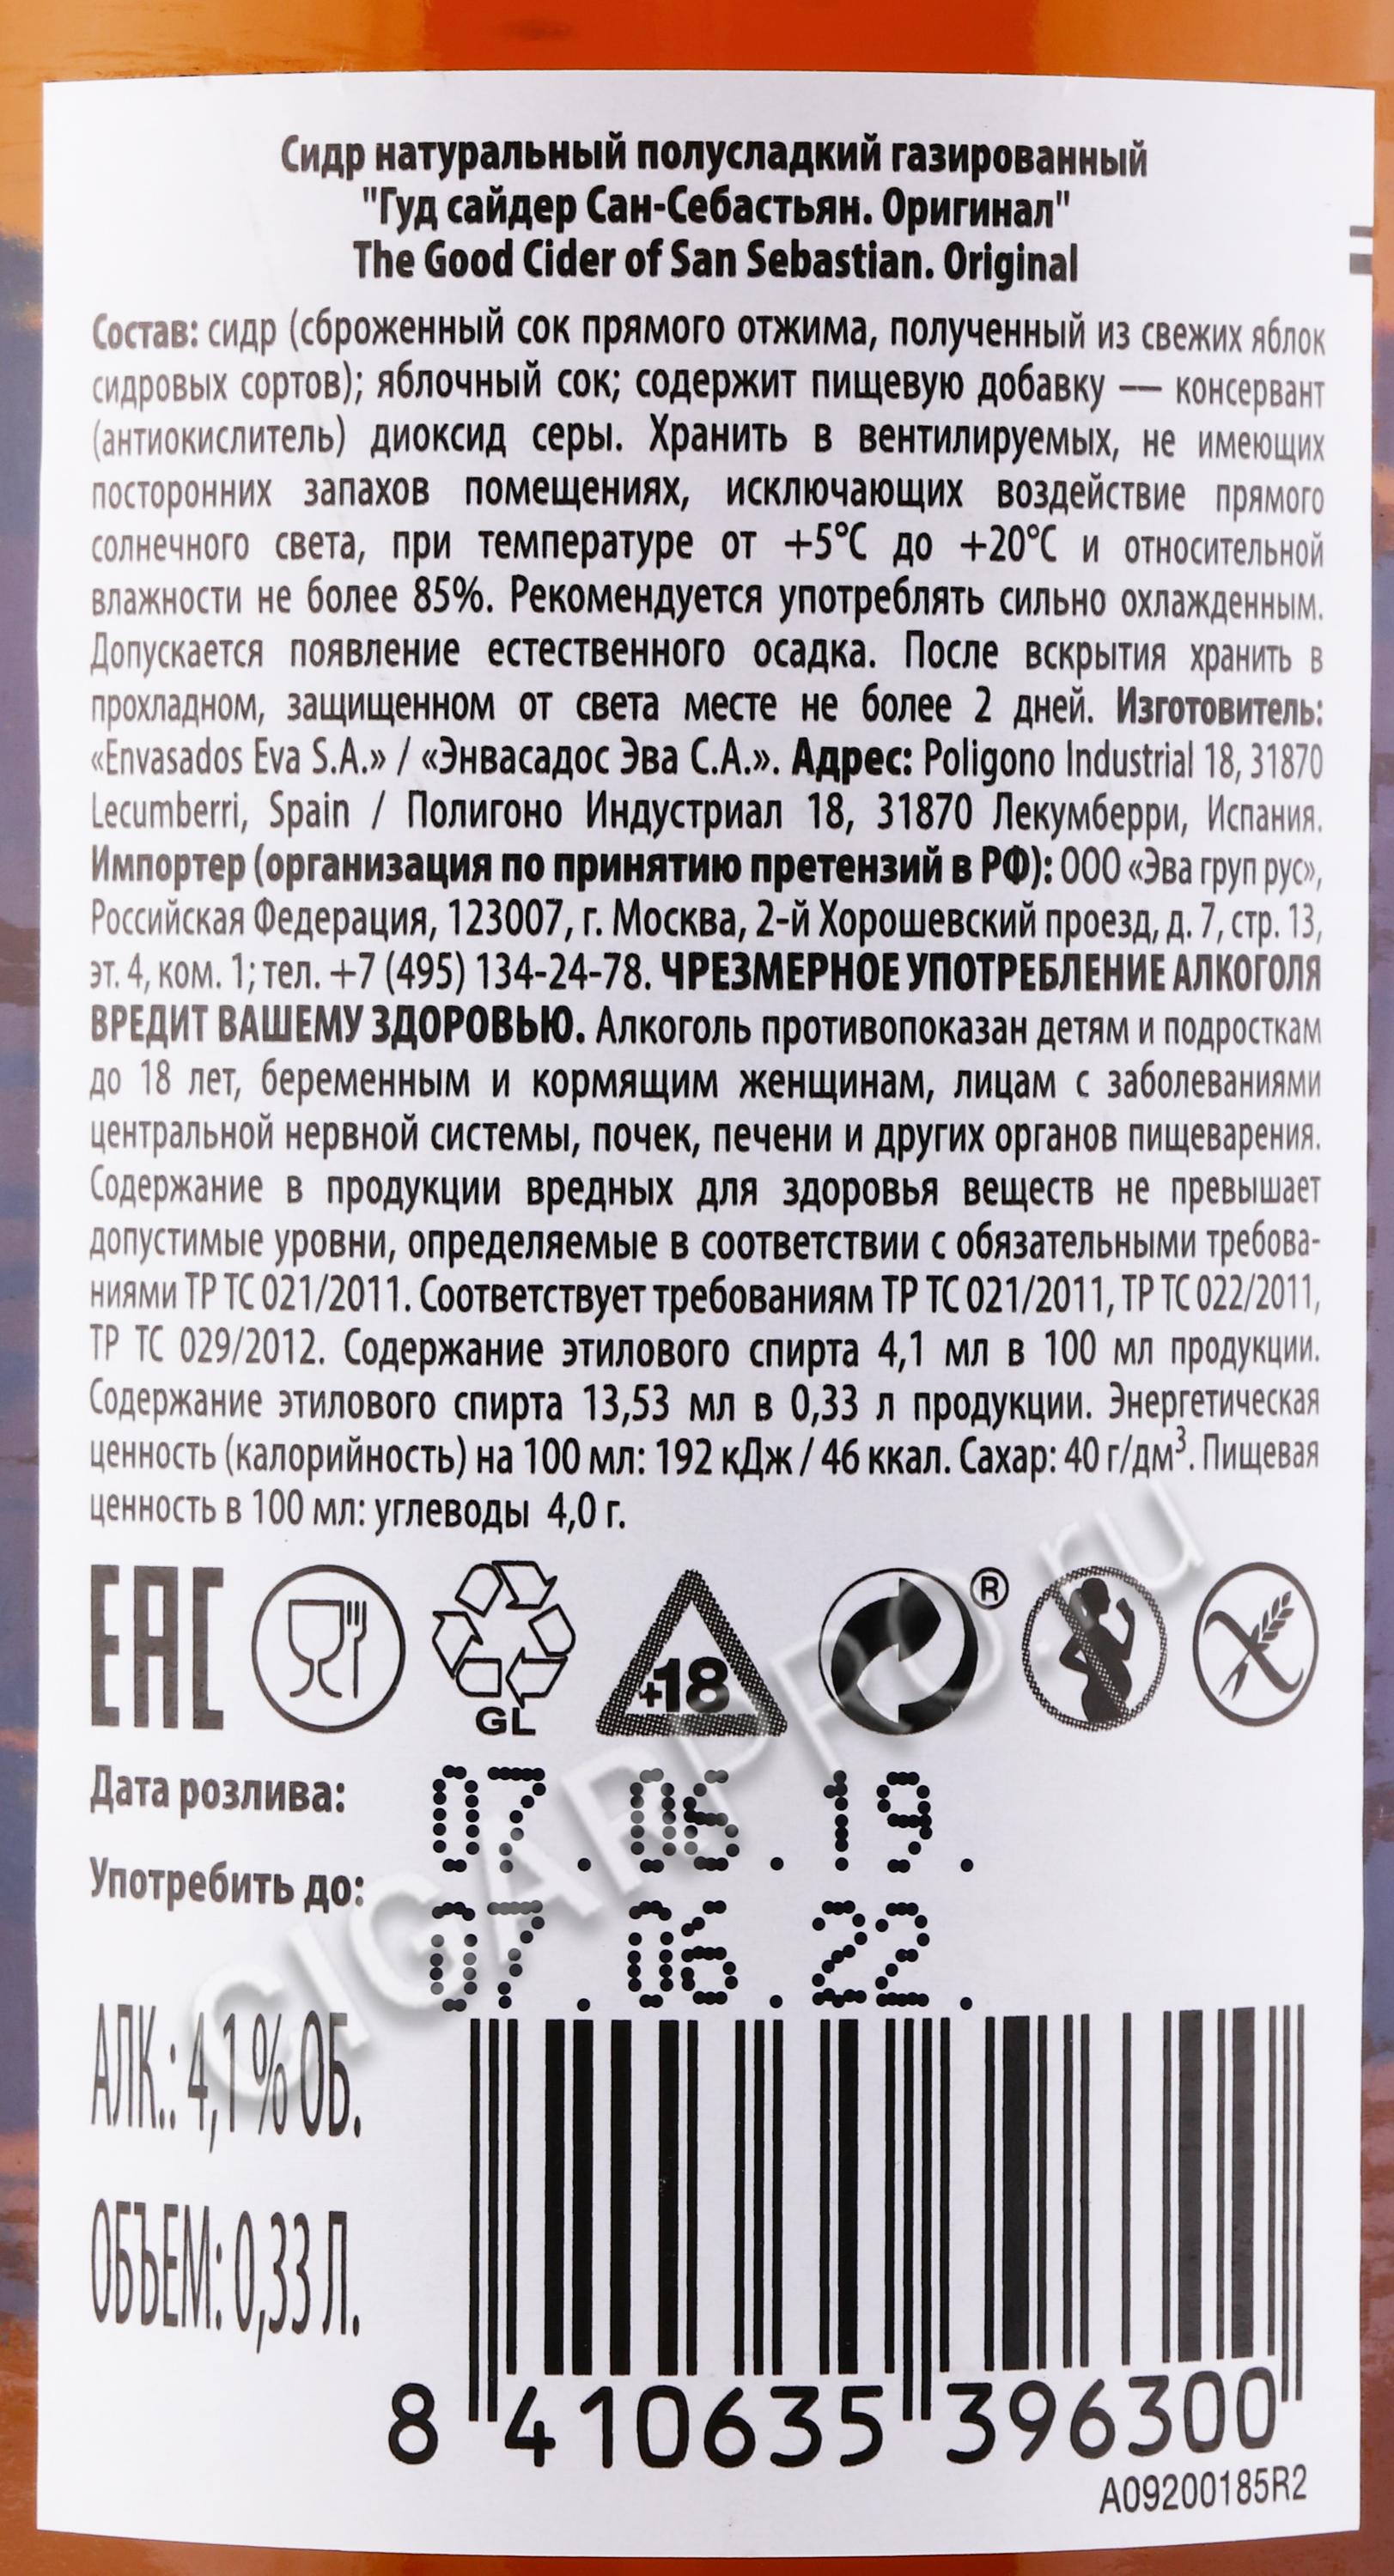 Сидр натуральный полусладкий газированный
"Гуд сайдер Сан-Себастьян. Оригинал"
The Good Cider of San Sebastian. Original
Состав: сидр (сброженный сок прямого отжима, полученный из свежих яблок
сидровых сортов); яблочный сок; содержит пищевую добавку — консервант
(антиокислитель) диоксид серы. Хранить в вентилируемых, не имеющих
посторонних запахов помещениях, исключающих воздействие прямого
солнечного света, при температуре от +5°С до +20°С и относительной
влажности не более 85%. Рекомендуется употреблять сильно охлажденным.
Допускается появление естественного осадка. После вскрытия хранить в
прохладном, защищенном от света месте не более 2 дней. Изготовитель:
«Envasados Eva S.A.» / «Энвасадос Эва С.А.». Адрес: Poligono Industrial 18, 31870
Lecumberri, Spain / Полигоно Индустриал 18, 31870 Лекумберри, Испания.
Импортер (организация по принятию претензий в РФ): ООО «Эва груп рус»,
Российская Федерация, 123007, г. Москва, 2-й Хорошевский проезд, д. 7, стр. 13,
эт. 4, ком. 1; тел. +7 (495) 134-24-78. ЧРЕЗМЕРНОЕ УПОТРЕБЛЕНИЕ АЛКОГОЛЯ
ВРЕДИТ ВАШЕМУ ЗДОРОВЬЮ. Алкоголь противопоказан детям и подросткам
до 18 лет, беременным и кормящим женщинам, лицам с заболеваниями
центральной нервной системы, почек, печени и других органов пищеварения.
Содержание в продукции вредных для здоровья веществ не превышает
допустимые уровни, определяемые в соответствии с обязательными требова-
ниями ТР ТС 021/2011. Соответствует требованиям ТР ТС 021/2011, ТР ТС 022/2011,
ТР ТС 029/2012. Содержание этилового спирта 4,1 мл в 100 мл продукции.
Содержание этилового спирта 13,53 мл в 0,33 л продукции. Энергетическая
ценность (калорийность) на 100 мл: 192 кДж / 46 ккал. Сахар: 40 г/дм³. Пищевая
ценность в 100 мл: углеводы 4,0 г.
EAC
GL
+18
®
Дата розлива: 07.06.19.
Употребить до: 07.06.22.
АЛК.: 4,1 % ОБ.
ОБЪЕМ: 0,33 Л.
8 410635 396300
A09200185R2
CIGARPRO.ru